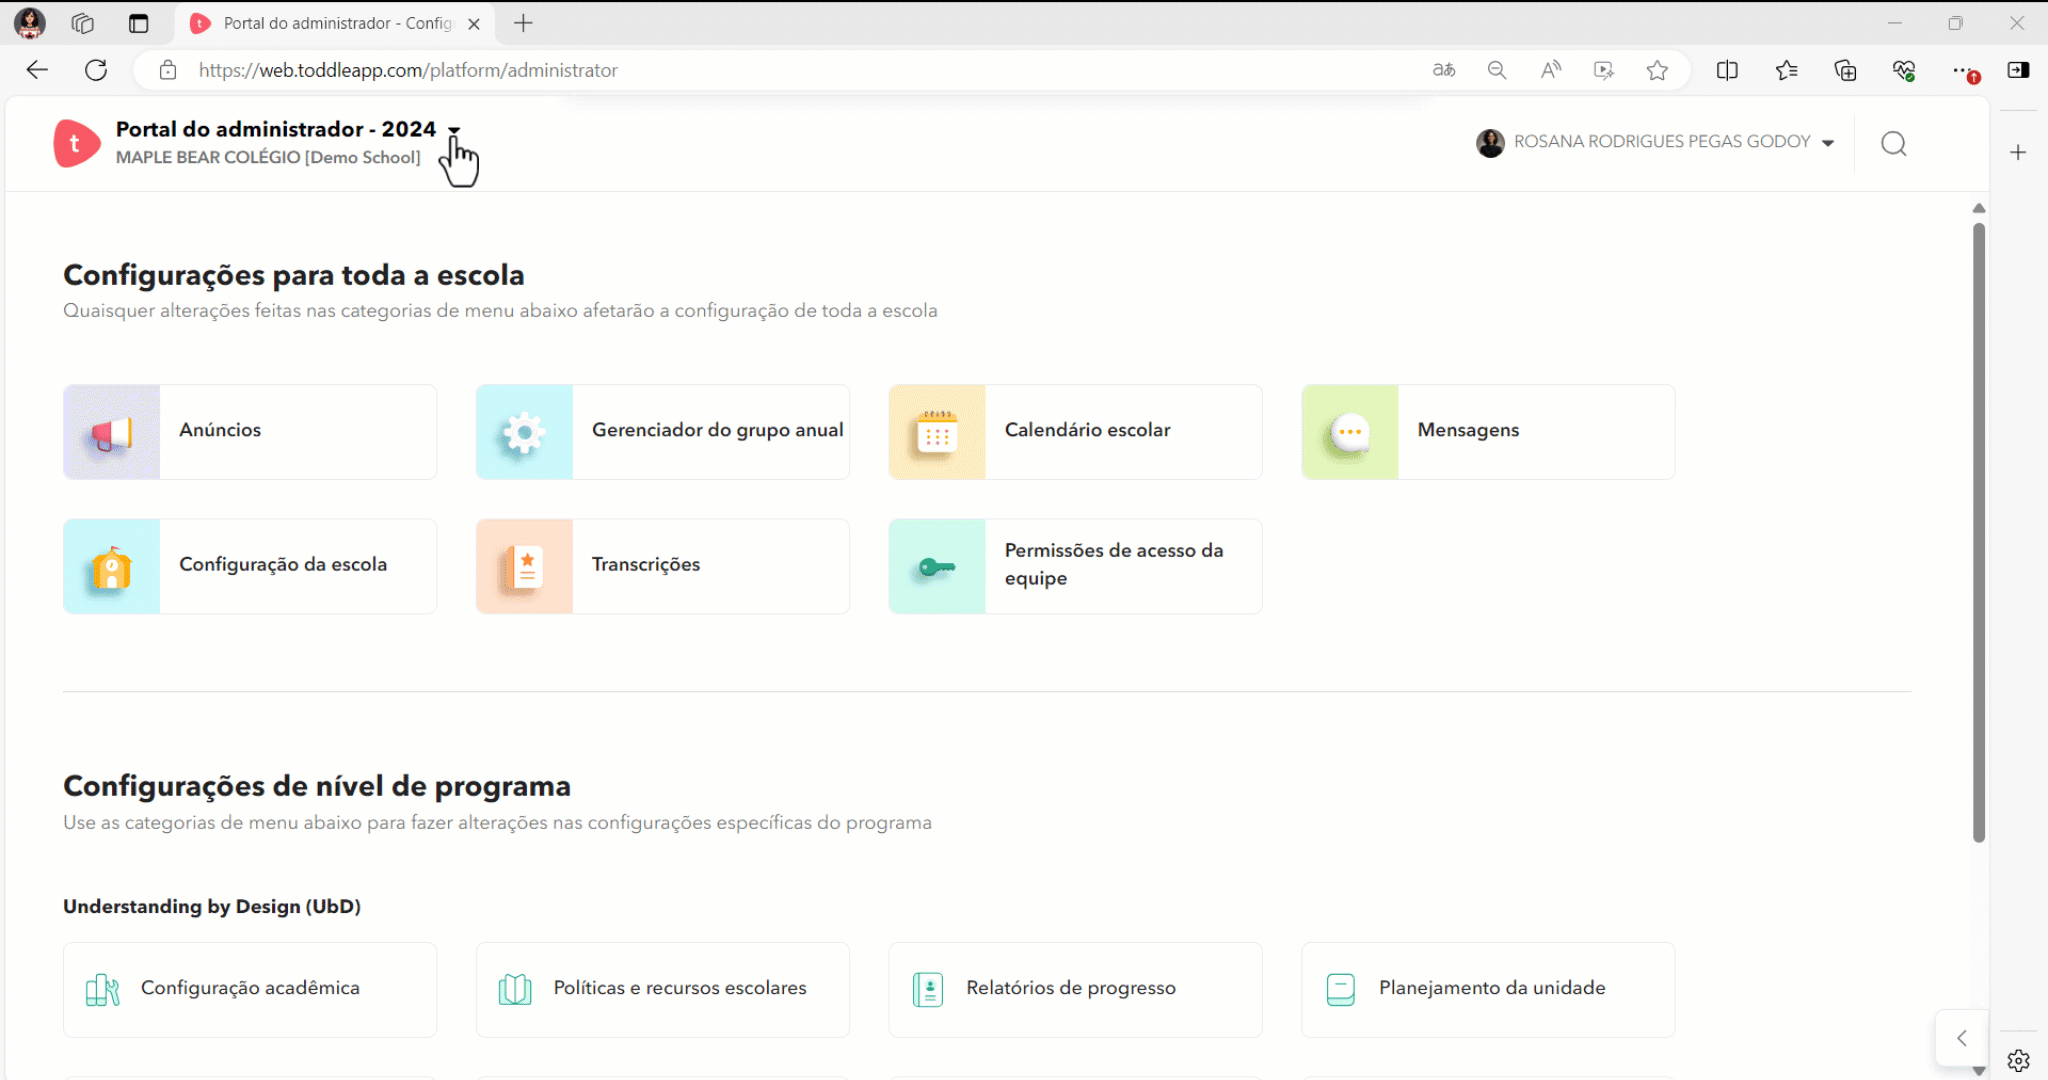 Portal do administrador - Config
https://web.toddleapp.com/platform/administrator
Portal do administrador - 2024
MAPLE BEAR COLÉGIO [Demo School]
ROSANA RODRIGUES PEGAS GODOY
Configurações para toda a escola
Quaisquer alterações feitas nas categorias de menu abaixo afetarão a configuração de toda a escola
Anúncios
Gerenciador do grupo anual
Calendário escolar
Mensagens
Configuração da escola
Transcrições
Permissões de acesso da
equipe
Configurações de nível de programa
Use as categorias de menu abaixo para fazer alterações nas configurações específicas do programa
Understanding by Design (UbD)
Configuração acadêmica
Políticas e recursos escolares
Relatórios de progresso
Planejamento da unidade